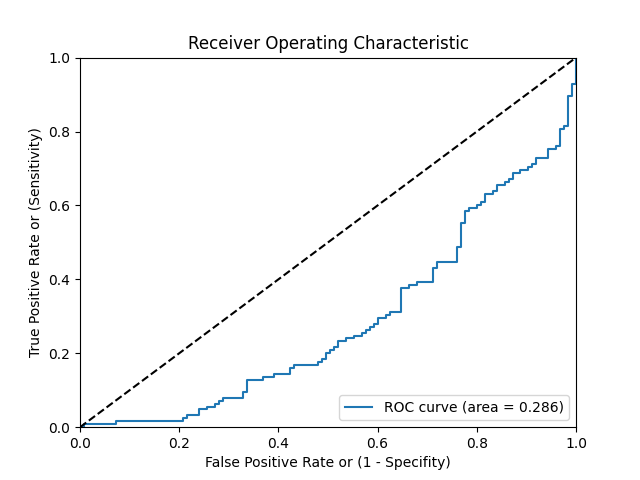 Receiver Operating Characteristic
1.0
0.8
0.6
0.4
0.2
0.0
True Positive Rate or (Sensitivity)
ROC curve (area = 0.286)
0.0 0.2 0.4 0.6 0.8 1.0
False Positive Rate or (1 - Specifity)